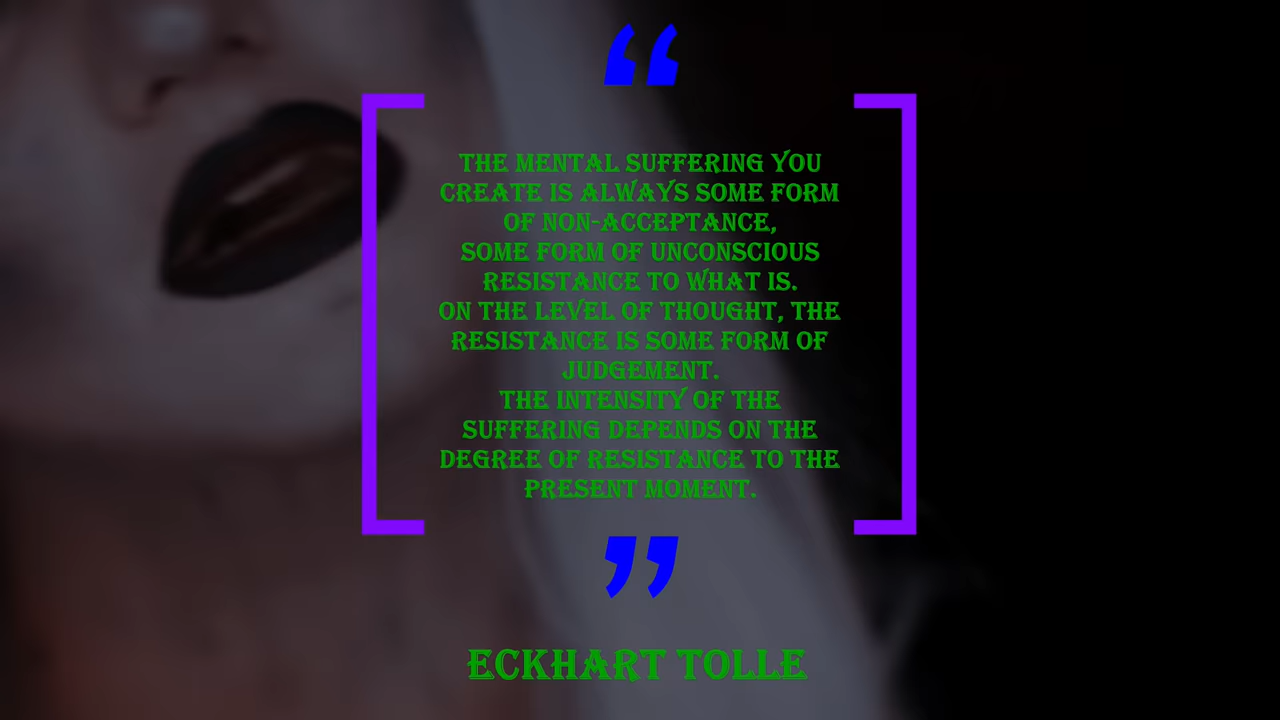 “
THE MENTAL SUFFERING YOU
CREATE IS ALWAYS SOME FORM
OF NON-ACCEPTANCE,
SOME FORM OF UNCONSCIOUS
RESISTANCE TO WHAT IS.
ON THE LEVEL OF THOUGHT, THE
RESISTANCE IS SOME FORM OF
JUDGEMENT.
THE INTENSITY OF THE
SUFFERING DEPENDS ON THE
DEGREE OF RESISTANCE TO THE
PRESENT MOMENT.
”
ECKHART TOLLE